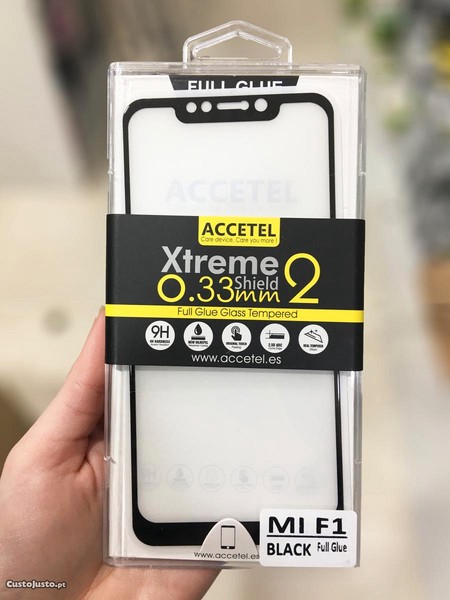 FULL GLUE
ACCETEL
ACCETEL
Care device, Care you more !
Xtreme 2
Shield
0.33mm
Full Glue Glass Tempered
9H
www.accetel.es
www.accetel.es
MI F1
BLACK Full Glue
CustoJusto.pt